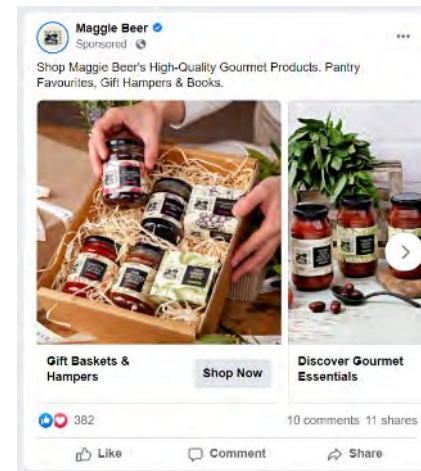 Maggie Beer
Sponsored
Shop Maggie Beer's High-Quality Gourmet Products. Pantry
Favourites, Gift Hampers & Books.
Gift Baskets &
Hampers
Shop Now
Discover Gourmet
Essentials
382
10 comments 11 shares
Like
Comment
Share